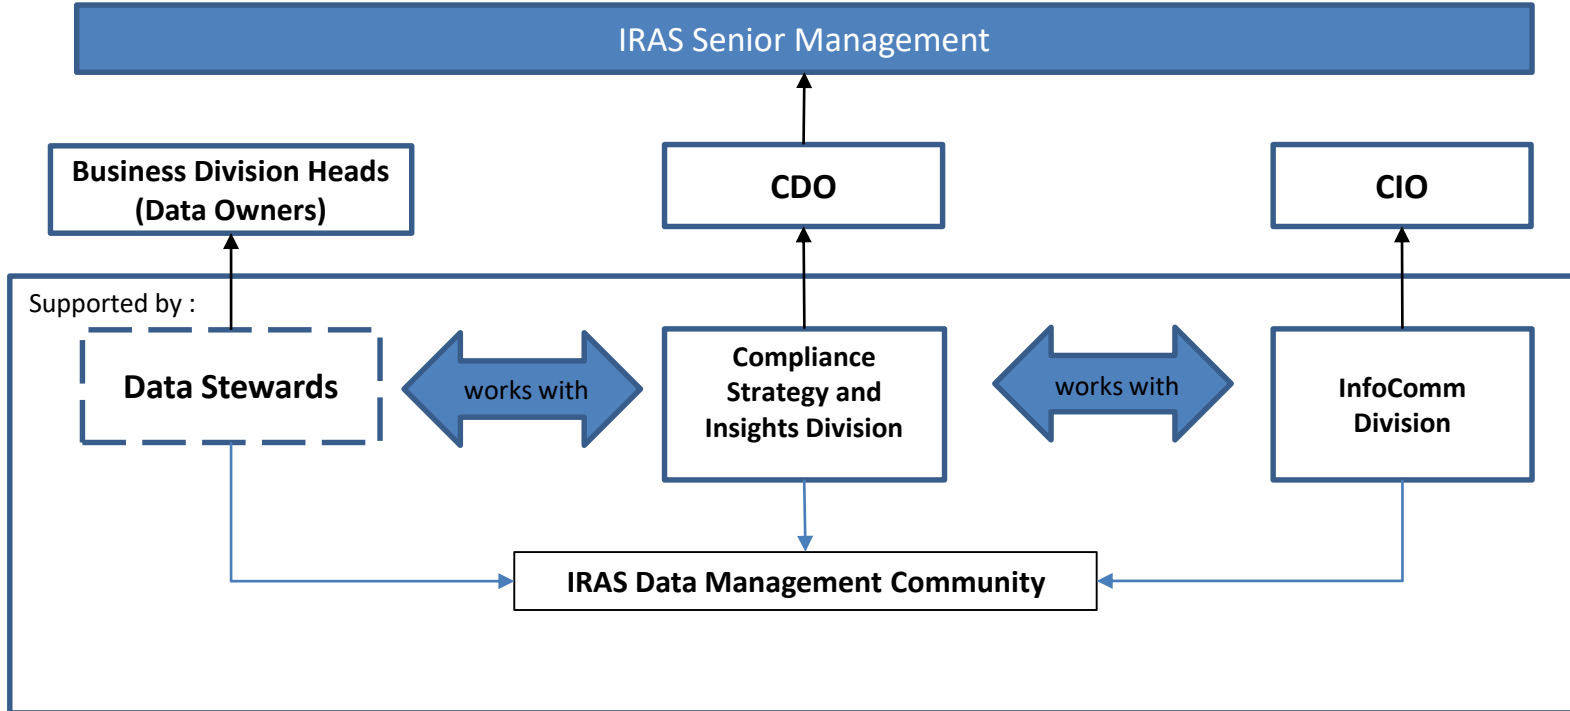 IRAS Senior Management
Business Division Heads
(Data Owners)
CDO
CIO
Supported by :
Data Stewards
works with
Compliance
Strategy and
Insights Division
works with
InfoComm
Division
IRAS Data Management Community